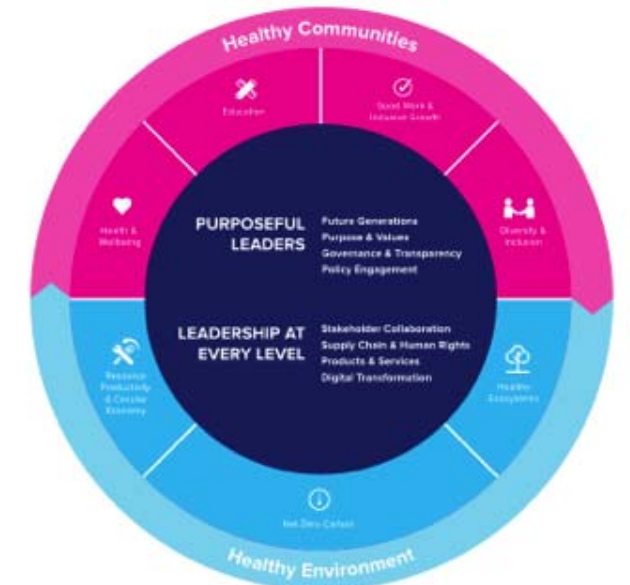 Healthy Communities
Education
Good Work &
Inclusive Growth
Health &
Wellbeing
Diversity &
Inclusion
PURPOSEFUL
LEADERS
Future Generations
Purpose & Values
Governance & Transparency
Policy Engagement
LEADERSHIP AT
EVERY LEVEL
Stakeholder Collaboration
Supply Chain & Human Rights
Products & Services
Digital Transformation
Resource
Productivity
& Circular
Economy
Healthy
Ecosystems
Net Zero Carbon
Healthy Environment